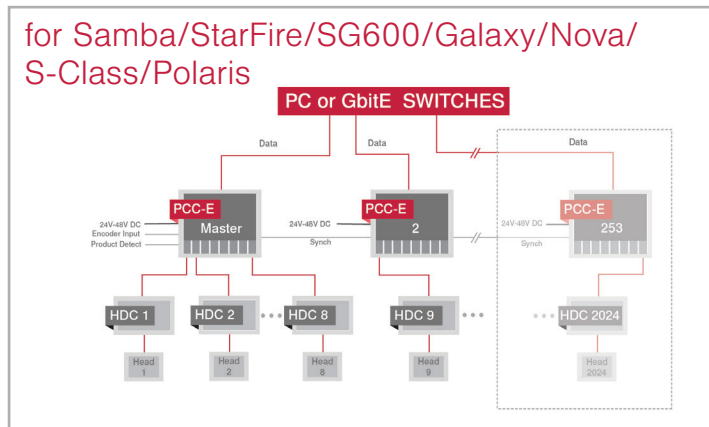 for Samba/StarFire/SG600/Galaxy/Nova/
S-Class/Polaris
PC or GbitE SWITCHES
Data
Data
Data
PCC-E
Master
24V-48V DC
Encoder Input
Product Detect
PCC-E
2
24V-48V DC
Synch
PCC-E
253
24V-48V DC
Synch
HDC 1
HDC 2
HDC 8
HDC 9
HDC 2024
Head
1
Head
2
Head
8
Head
9
Head
2024